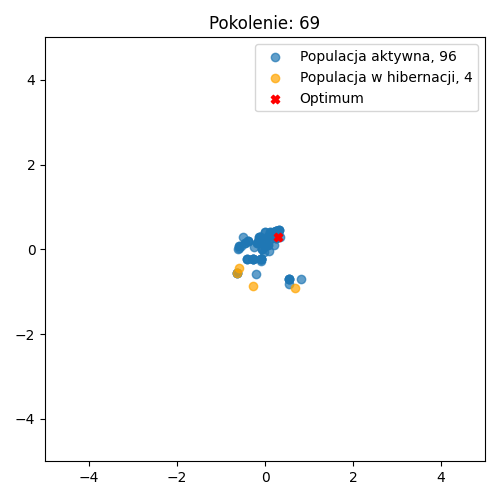 Pokolenie: 69
Populacja aktywna, 96
Populacja w hibernacji, 4
Optimum
4
2
0
−2
−4
−4 −2 0 2 4